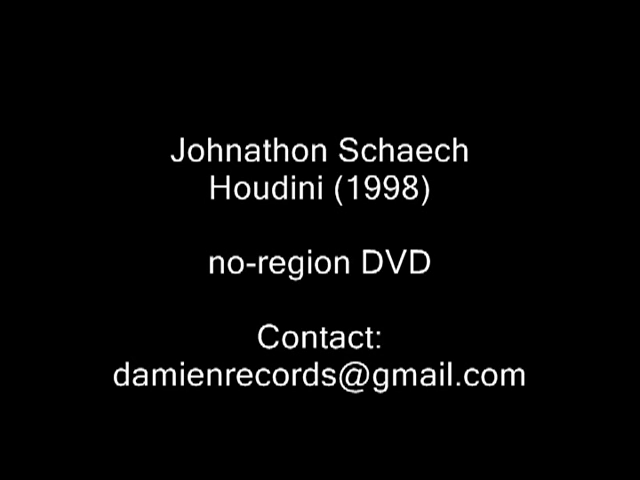 Johnathon Schaech
Houdini (1998)
no-region DVD
Contact:
damienrecords@gmail.com